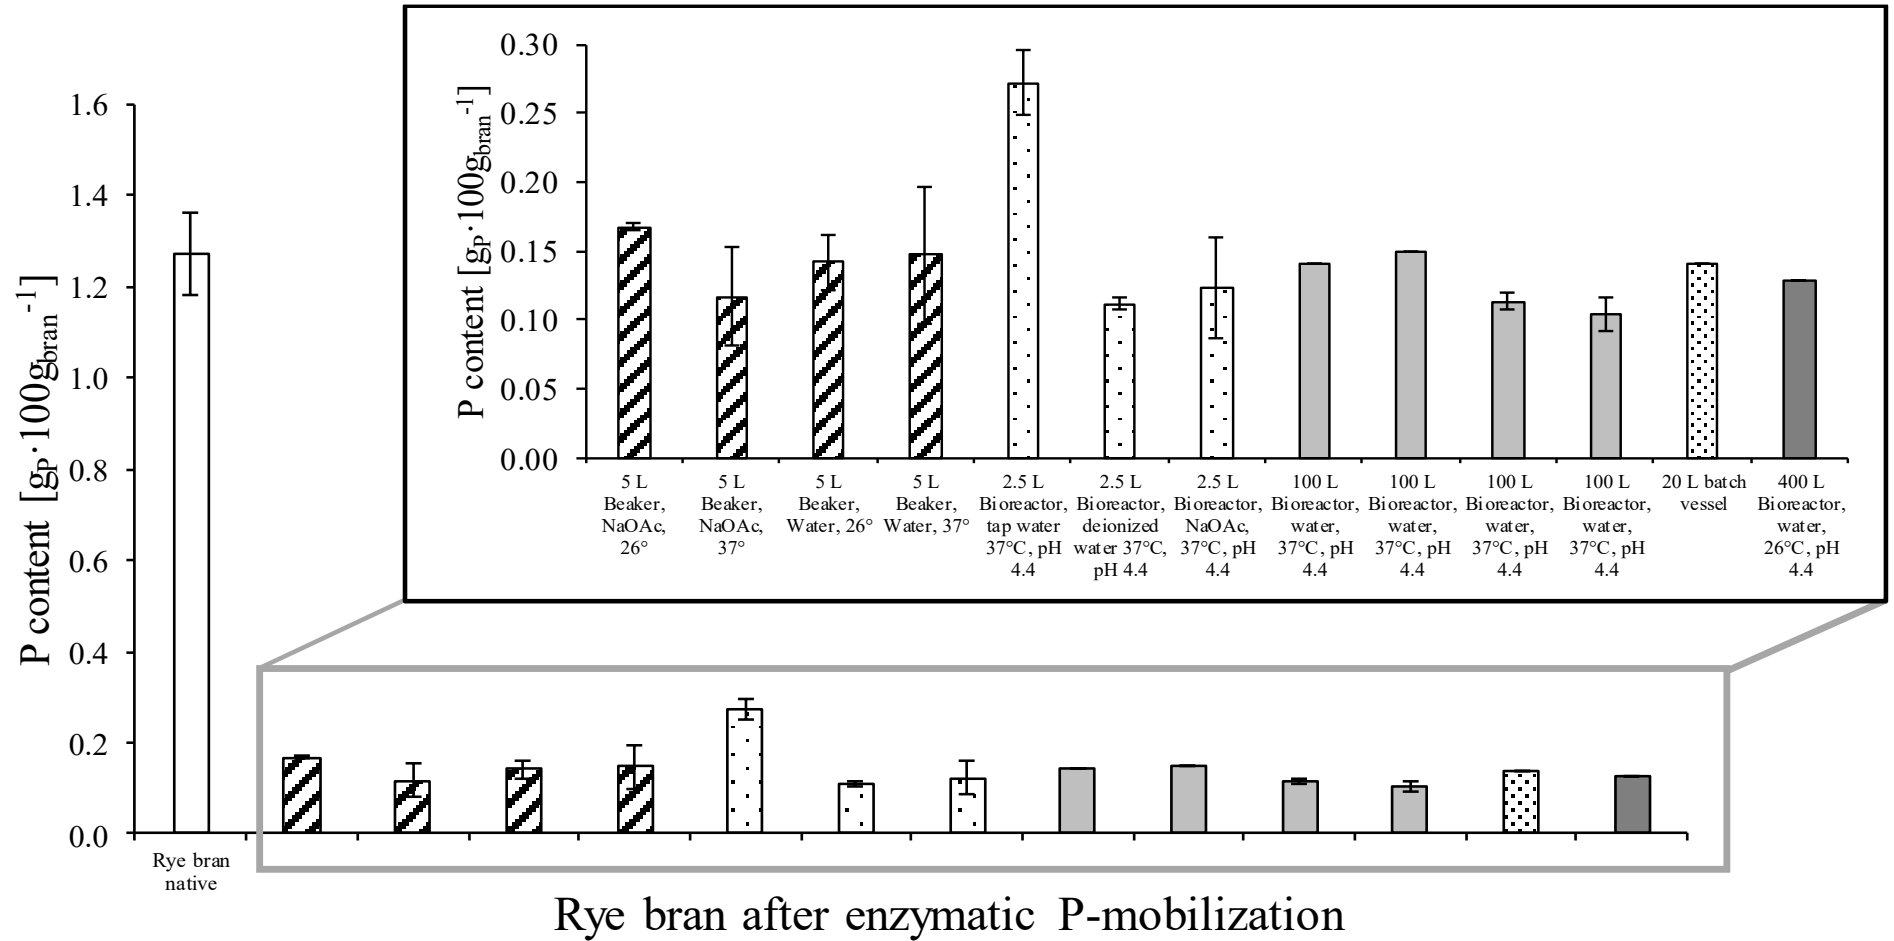 0.30
0.25
0.20
0.15
0.10
0.05
0.00
P content [gP·100gbran-1]
5 L
Beaker,
NaOAc,
26°
5 L
Beaker,
NaOAc,
37°
5 L
Beaker,
Water, 26°
5 L
Beaker,
Water, 37°
2.5 L
Bioreactor,
tap water
37°C, pH
4.4
2.5 L
Bioreactor,
deionized
water 37°C,
pH 4.4
2.5 L
Bioreactor,
NaOAc,
37°C, pH
4.4
100 L
Bioreactor,
water,
37°C, pH
4.4
100 L
Bioreactor,
water,
37°C, pH
4.4
100 L
Bioreactor,
water,
37°C, pH
4.4
100 L
Bioreactor,
water,
37°C, pH
4.4
20 L batch
vessel
400 L
Bioreactor,
water,
26°C, pH
4.4
1.6
1.4
1.2
1.0
0.8
0.6
0.4
0.2
0.0
P content [gP·100gbran-1]
Rye bran
native
Rye bran after enzymatic P-mobilization